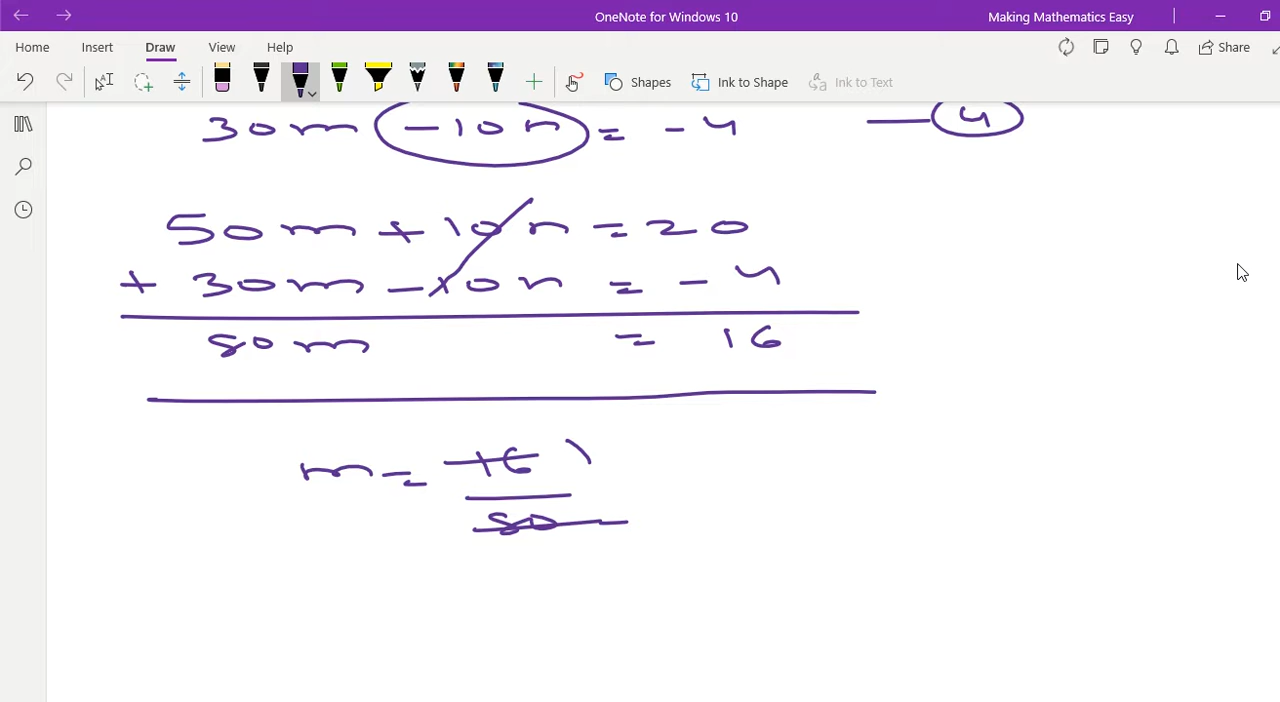 OneNote for Windows 10 Making Mathematics Easy
Home Insert Draw View Help Share
Shapes Ink to Shape Ink to Text
30m -10n = -4 — 4
50m + 10n = 20
+ 30m - 10n = -4
80m = 16
m = 16 1
80